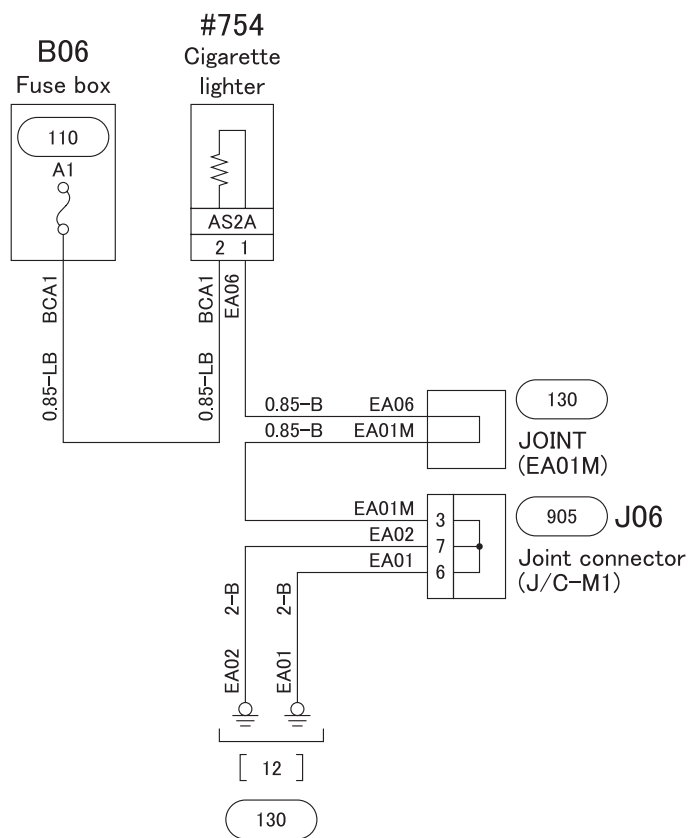 B06
Fuse box
110
A1
#754
Cigarette
lighter
AS2A
2 1
BCA1
0.85-LB
BCA1
0.85-LB
EA06
0.85-B EA06
0.85-B EA01M
130
JOINT
(EA01M)
EA01M 3
EA02 7
EA01 6
905
J06
Joint connector
(J/C-M1)
2-B
EA02
2-B
EA01
[ 12 ]
130